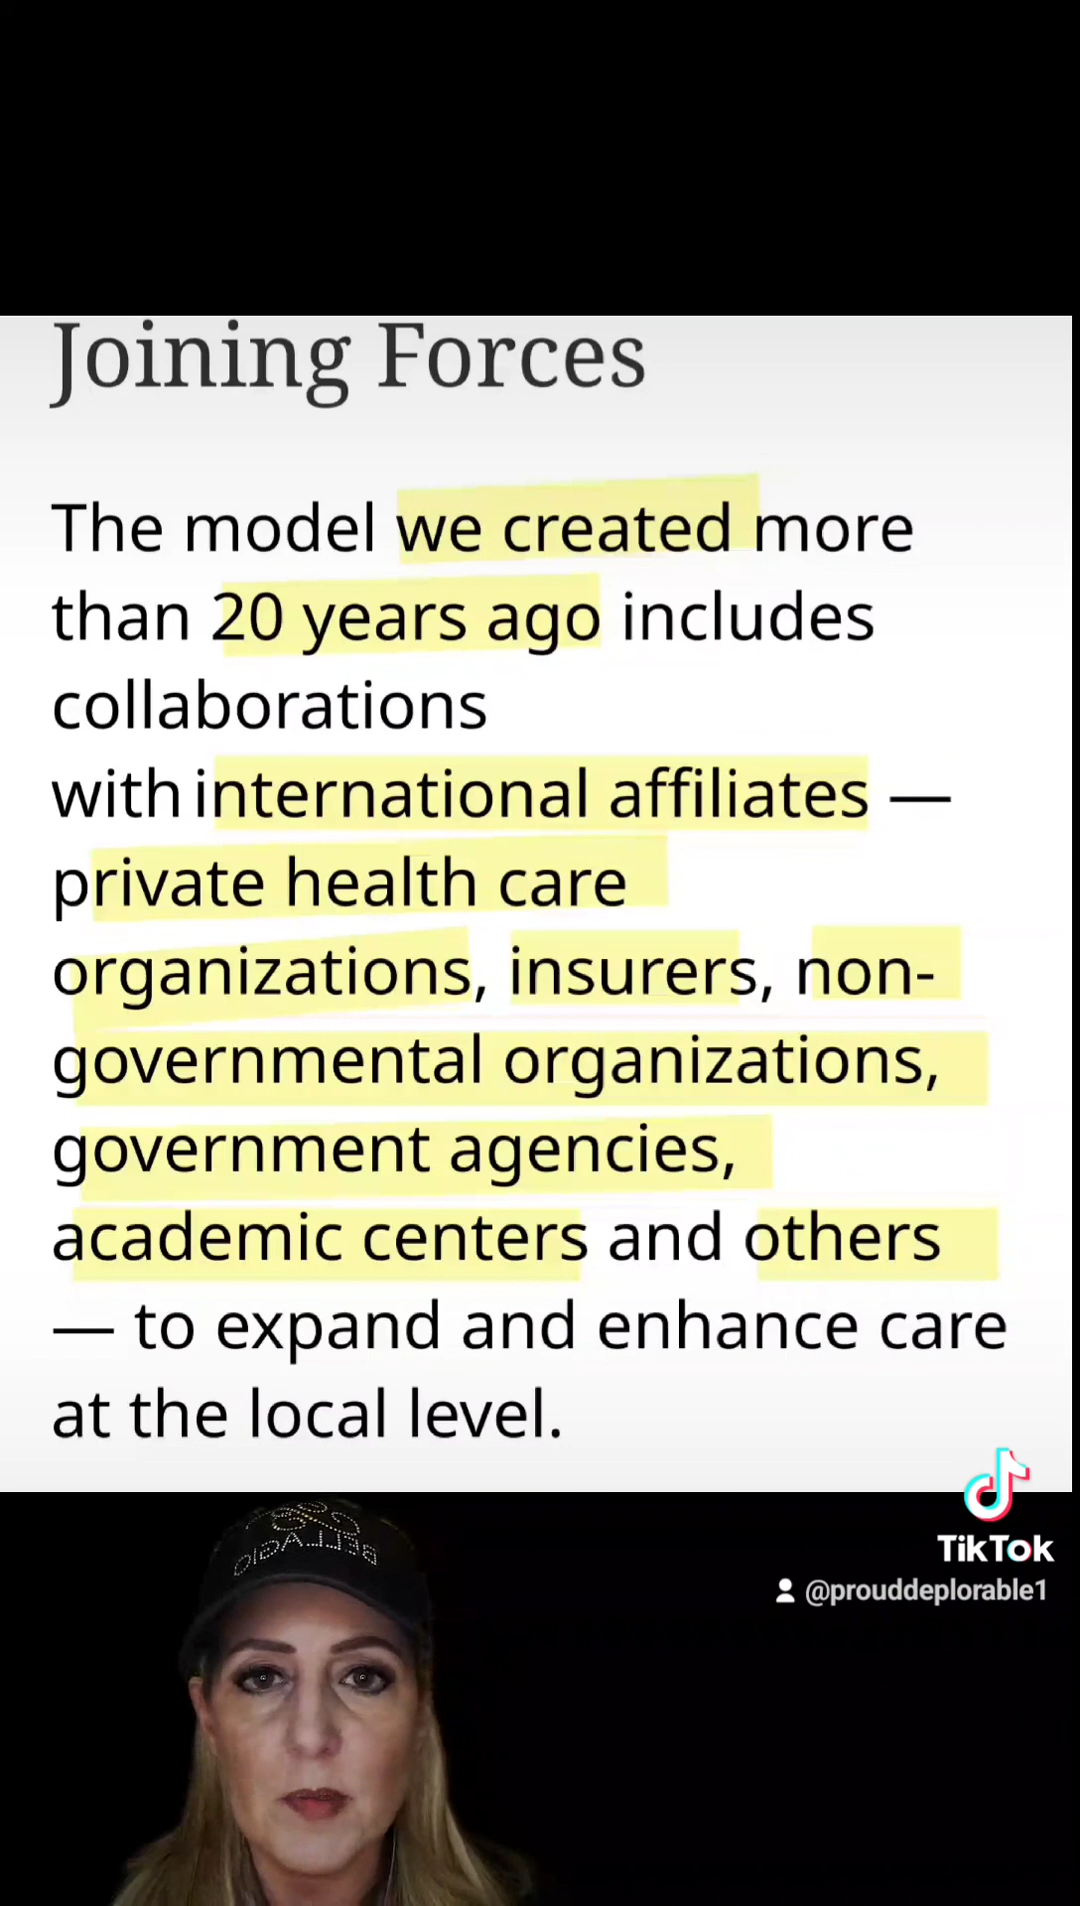 Joining Forces
The model we created more
than 20 years ago includes
collaborations
with international affiliates —
private health care
organizations, insurers, non-
governmental organizations,
government agencies,
academic centers and others
— to expand and enhance care
at the local level.
TikTok
@prouddeplorable1
BELLAGIO